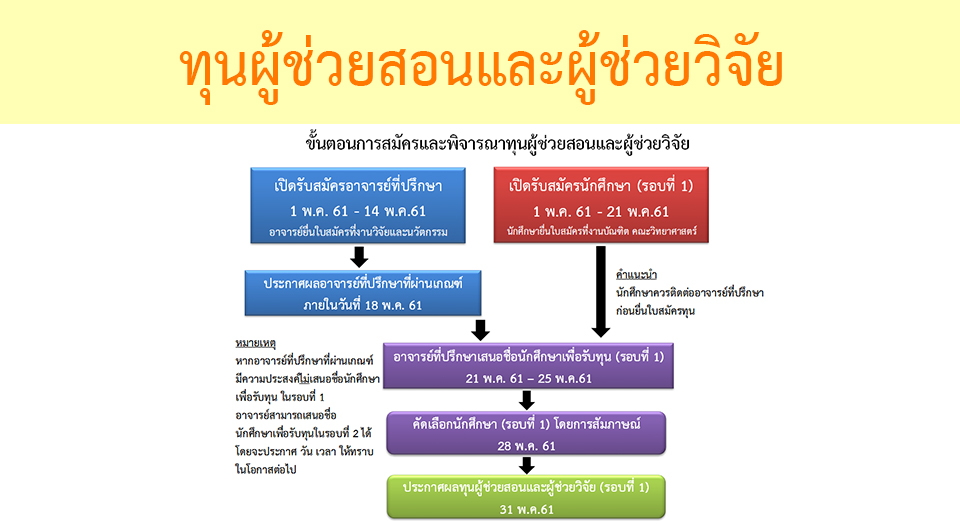 ทุนผู้ช่วยสอนและผู้ช่วยวิจัย
ขั้นตอนการสมัครและพิจารณาทุนผู้ช่วยสอนและผู้ช่วยวิจัย
เปิดรับสมัครอาจารย์ที่ปรึกษา
1 พ.ค. 61 - 14 พ.ค.61
อาจารย์ยื่นใบสมัครที่งานวิจัยและนวัตกรรม
เปิดรับสมัครนักศึกษา (รอบที่ 1)
1 พ.ค. 61 - 21 พ.ค.61
นักศึกษายื่นใบสมัครที่งานบัณฑิต คณะวิทยาศาสตร์
ประกาศผลอาจารย์ที่ปรึกษาที่ผ่านเกณฑ์
ภายในวันที่ 18 พ.ค. 61
คำแนะนำ
นักศึกษาควรติดต่ออาจารย์ที่ปรึกษา
ก่อนยื่นใบสมัครทุน
หมายเหตุ
หากอาจารย์ที่ปรึกษาที่ผ่านเกณฑ์
มีความประสงค์ไม่เสนอชื่อนักศึกษา
เพื่อรับทุน ในรอบที่ 1
อาจารย์สามารถเสนอชื่อ
นักศึกษาเพื่อรับทุนในรอบที่ 2 ได้
โดยจะประกาศ วัน เวลา ให้ทราบ
ในโอกาสต่อไป
อาจารย์ที่ปรึกษาเสนอชื่อนักศึกษาเพื่อรับทุน (รอบที่ 1)
21 พ.ค. 61 – 25 พ.ค.61
คัดเลือกนักศึกษา (รอบที่ 1) โดยการสัมภาษณ์
28 พ.ค. 61
ประกาศผลทุนผู้ช่วยสอนและผู้ช่วยวิจัย (รอบที่ 1)
31 พ.ค.61